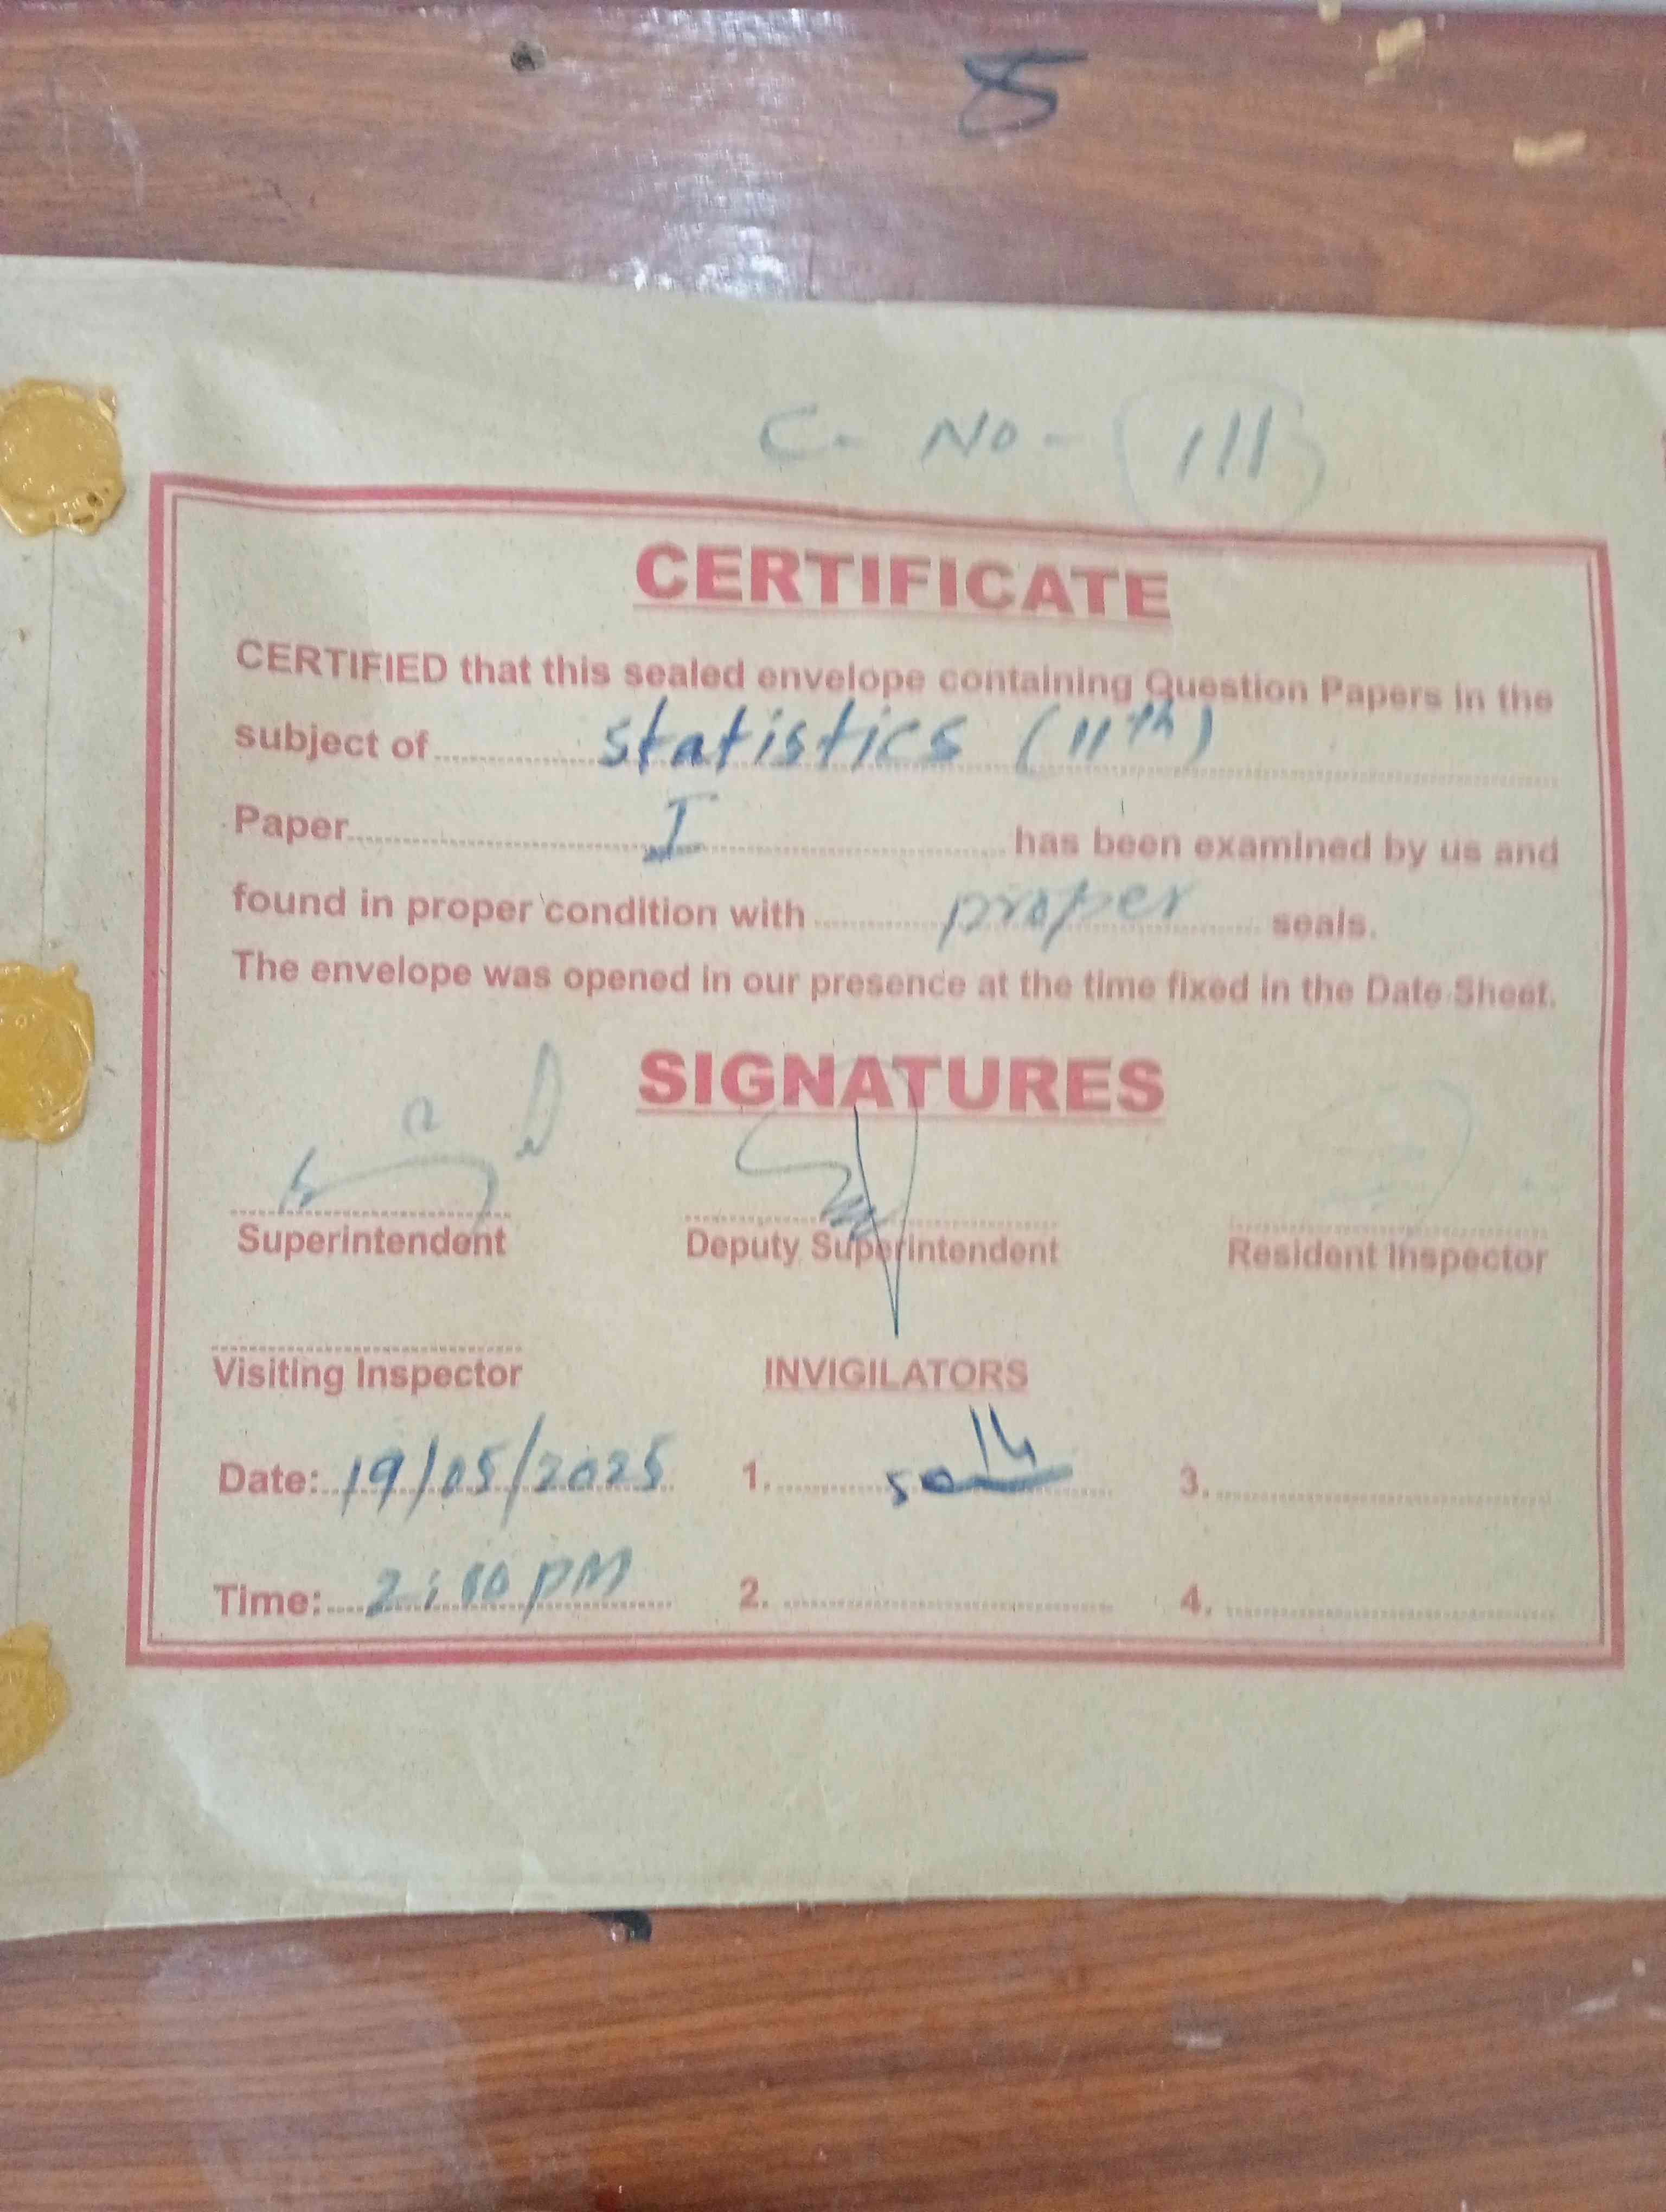 C. No - (111)
CERTIFICATE
CERTIFIED that this sealed envelope containing Question Papers in the
subject of statistics (11th)
Paper I has been examined by us and
found in proper condition with proper seals.
The envelope was opened in our presence at the time fixed in the Date Sheet.
SIGNATURES
Superintendent Deputy Superintendent Resident Inspector
Visiting Inspector INVIGILATORS
Date: 19/05/2025 1. 3.
Time: 2:00 PM 2. 4.